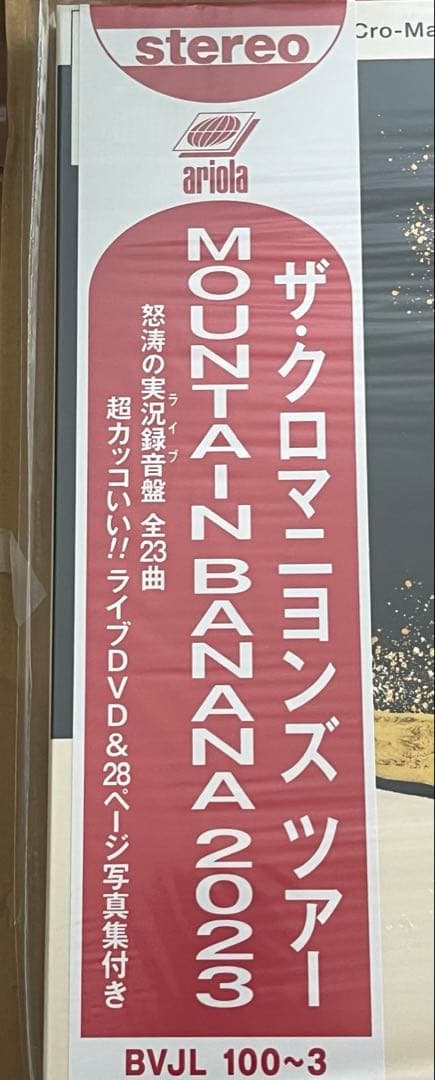 stereo
Cro-Ma
ariola
ザ・クロマニヨンズ ツアー
MOUNTAIN BANANA 2023
怒涛の実況録音盤 全23曲
ライブ
超カッコいい!! ライブDVD&28ページ写真集付き
BVJL 100~3